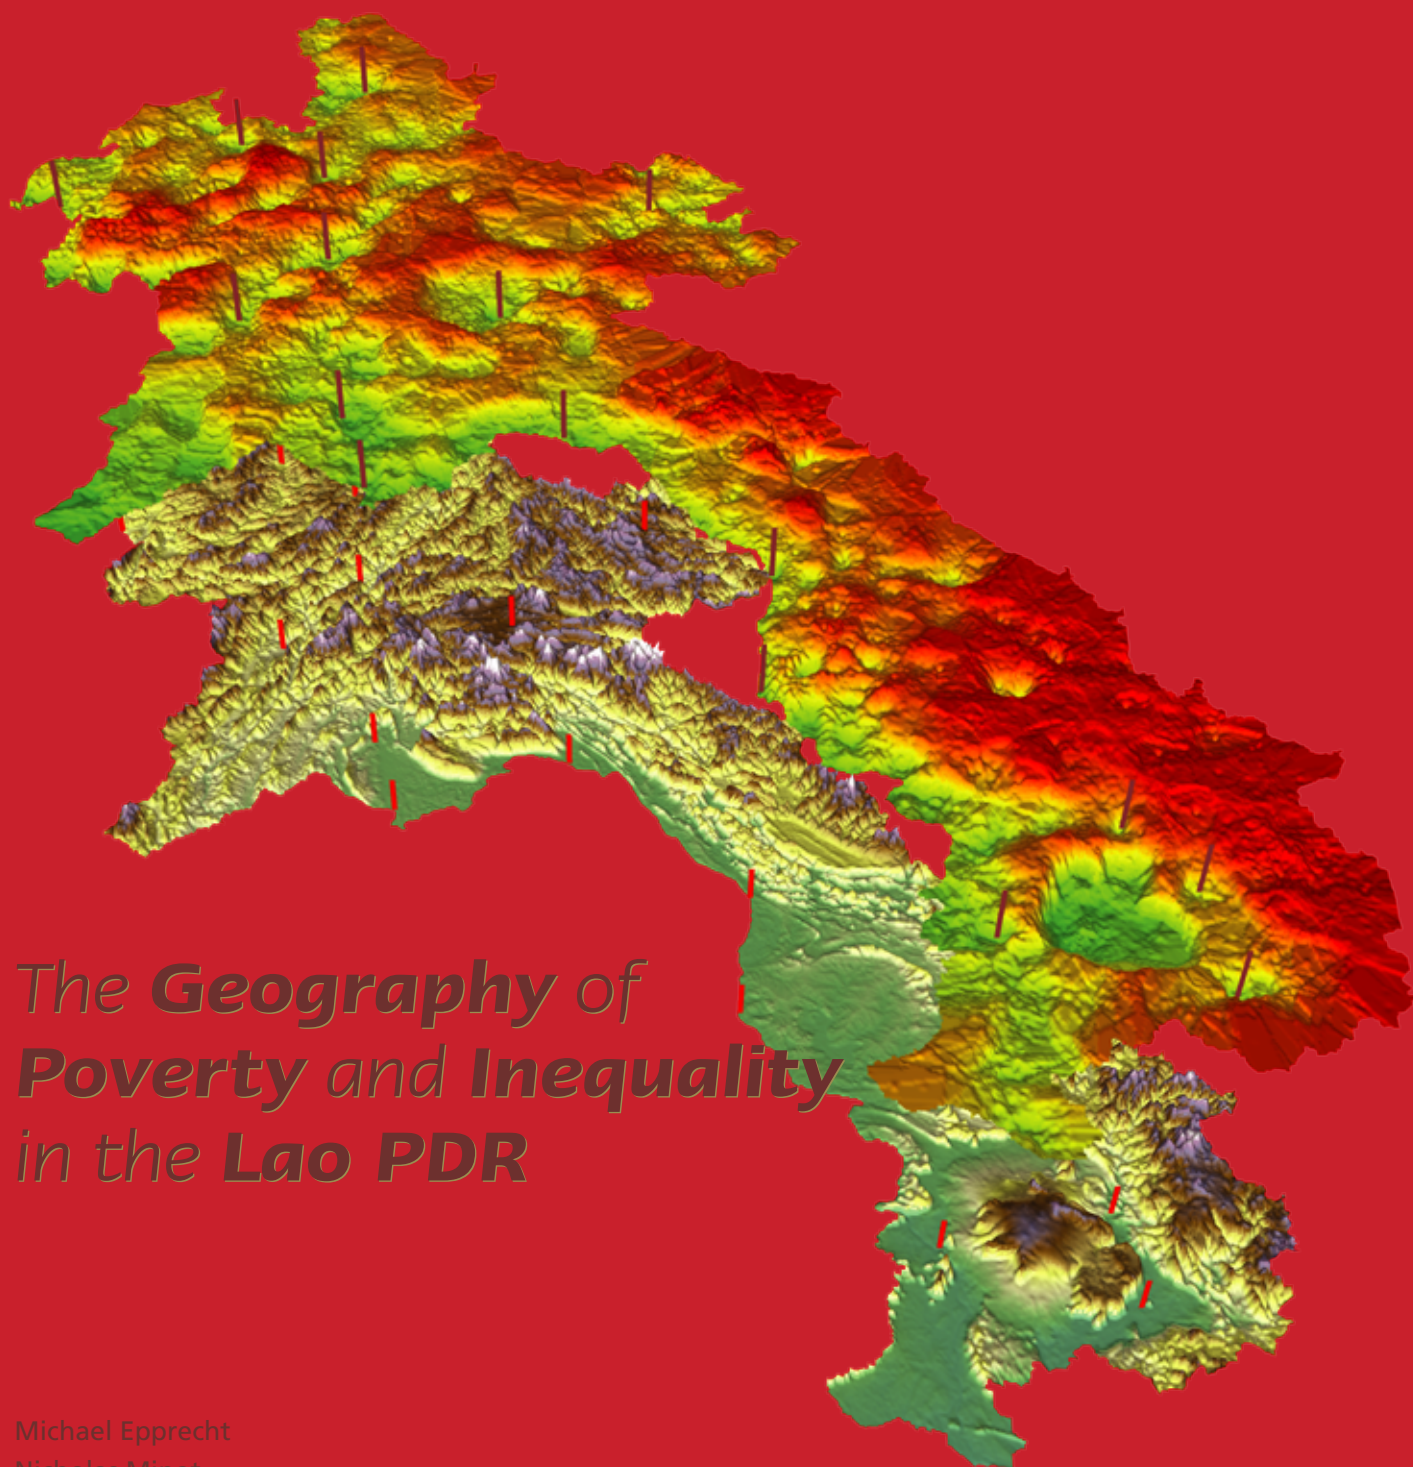 The Geography of
Poverty and Inequality
in the Lao PDR
Michael Epprecht